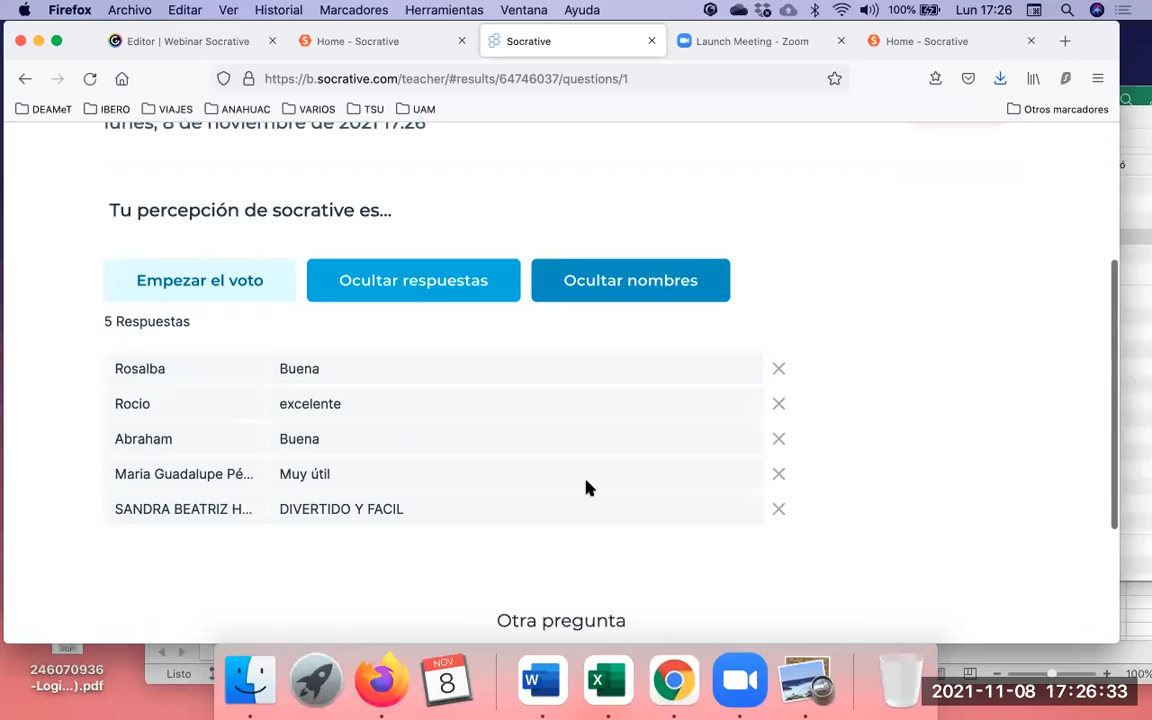 Firefox Archivo Editar Ver Historial Marcadores Herramientas Ventana Ayuda 100% Lun 17:26
Editor | Webinar Socrative Home - Socrative Socrative Launch Meeting - Zoom Home - Socrative
https://b.socrative.com/teacher/#results/64746037/questions/1
DEAMeT IBERO VIAJES ANAHUAC VARIOS TSU UAM Otros marcadores
lunes, 8 de noviembre de 2021 17:26
Tu percepción de socrative es...
Empezar el voto Ocultar respuestas Ocultar nombres
5 Respuestas
Rosalba Buena
Rocio excelente
Abraham Buena
Maria Guadalupe Pé... Muy útil
SANDRA BEATRIZ H... DIVERTIDO Y FACIL
Otra pregunta
246070936
-Logi...).pdf
Listo
100%
NOV
8
2021-11-08 17:26:33